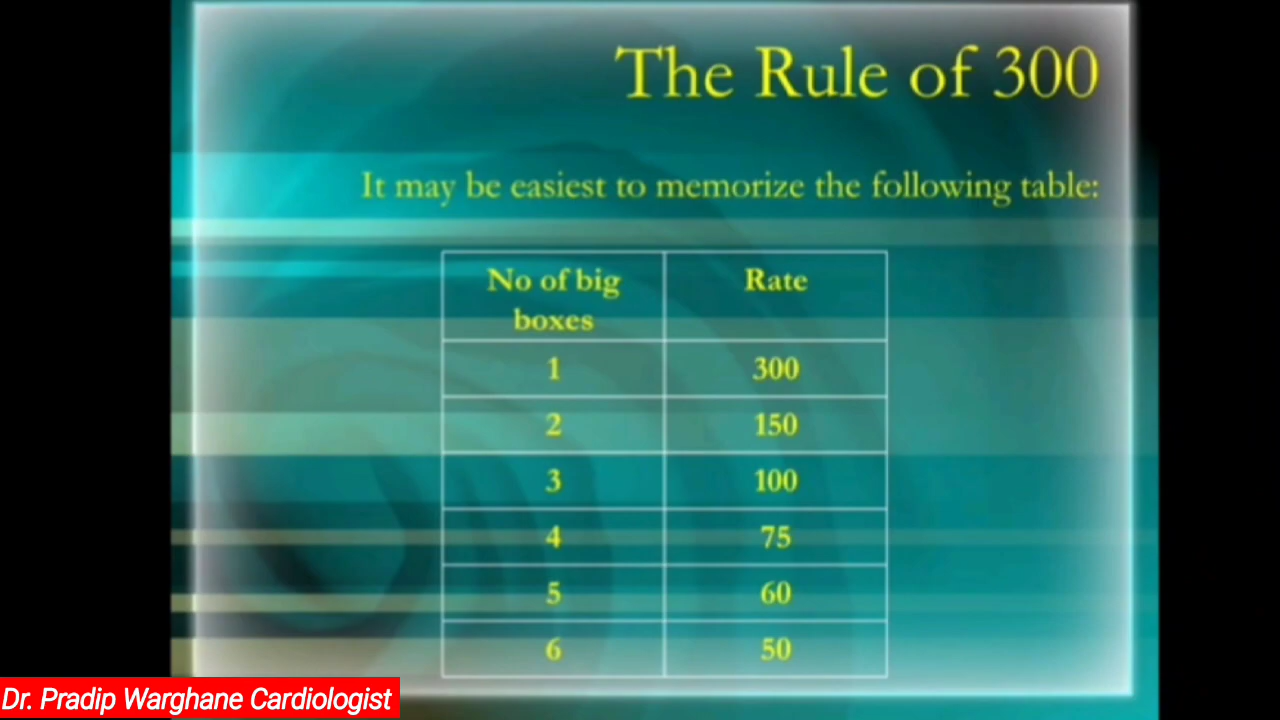 The Rule of 300
It may be easiest to memorize the following table:
No of big
boxes
Rate
1 300
2 150
3 100
4 75
5 60
6 50
Dr. Pradip Warghane Cardiologist